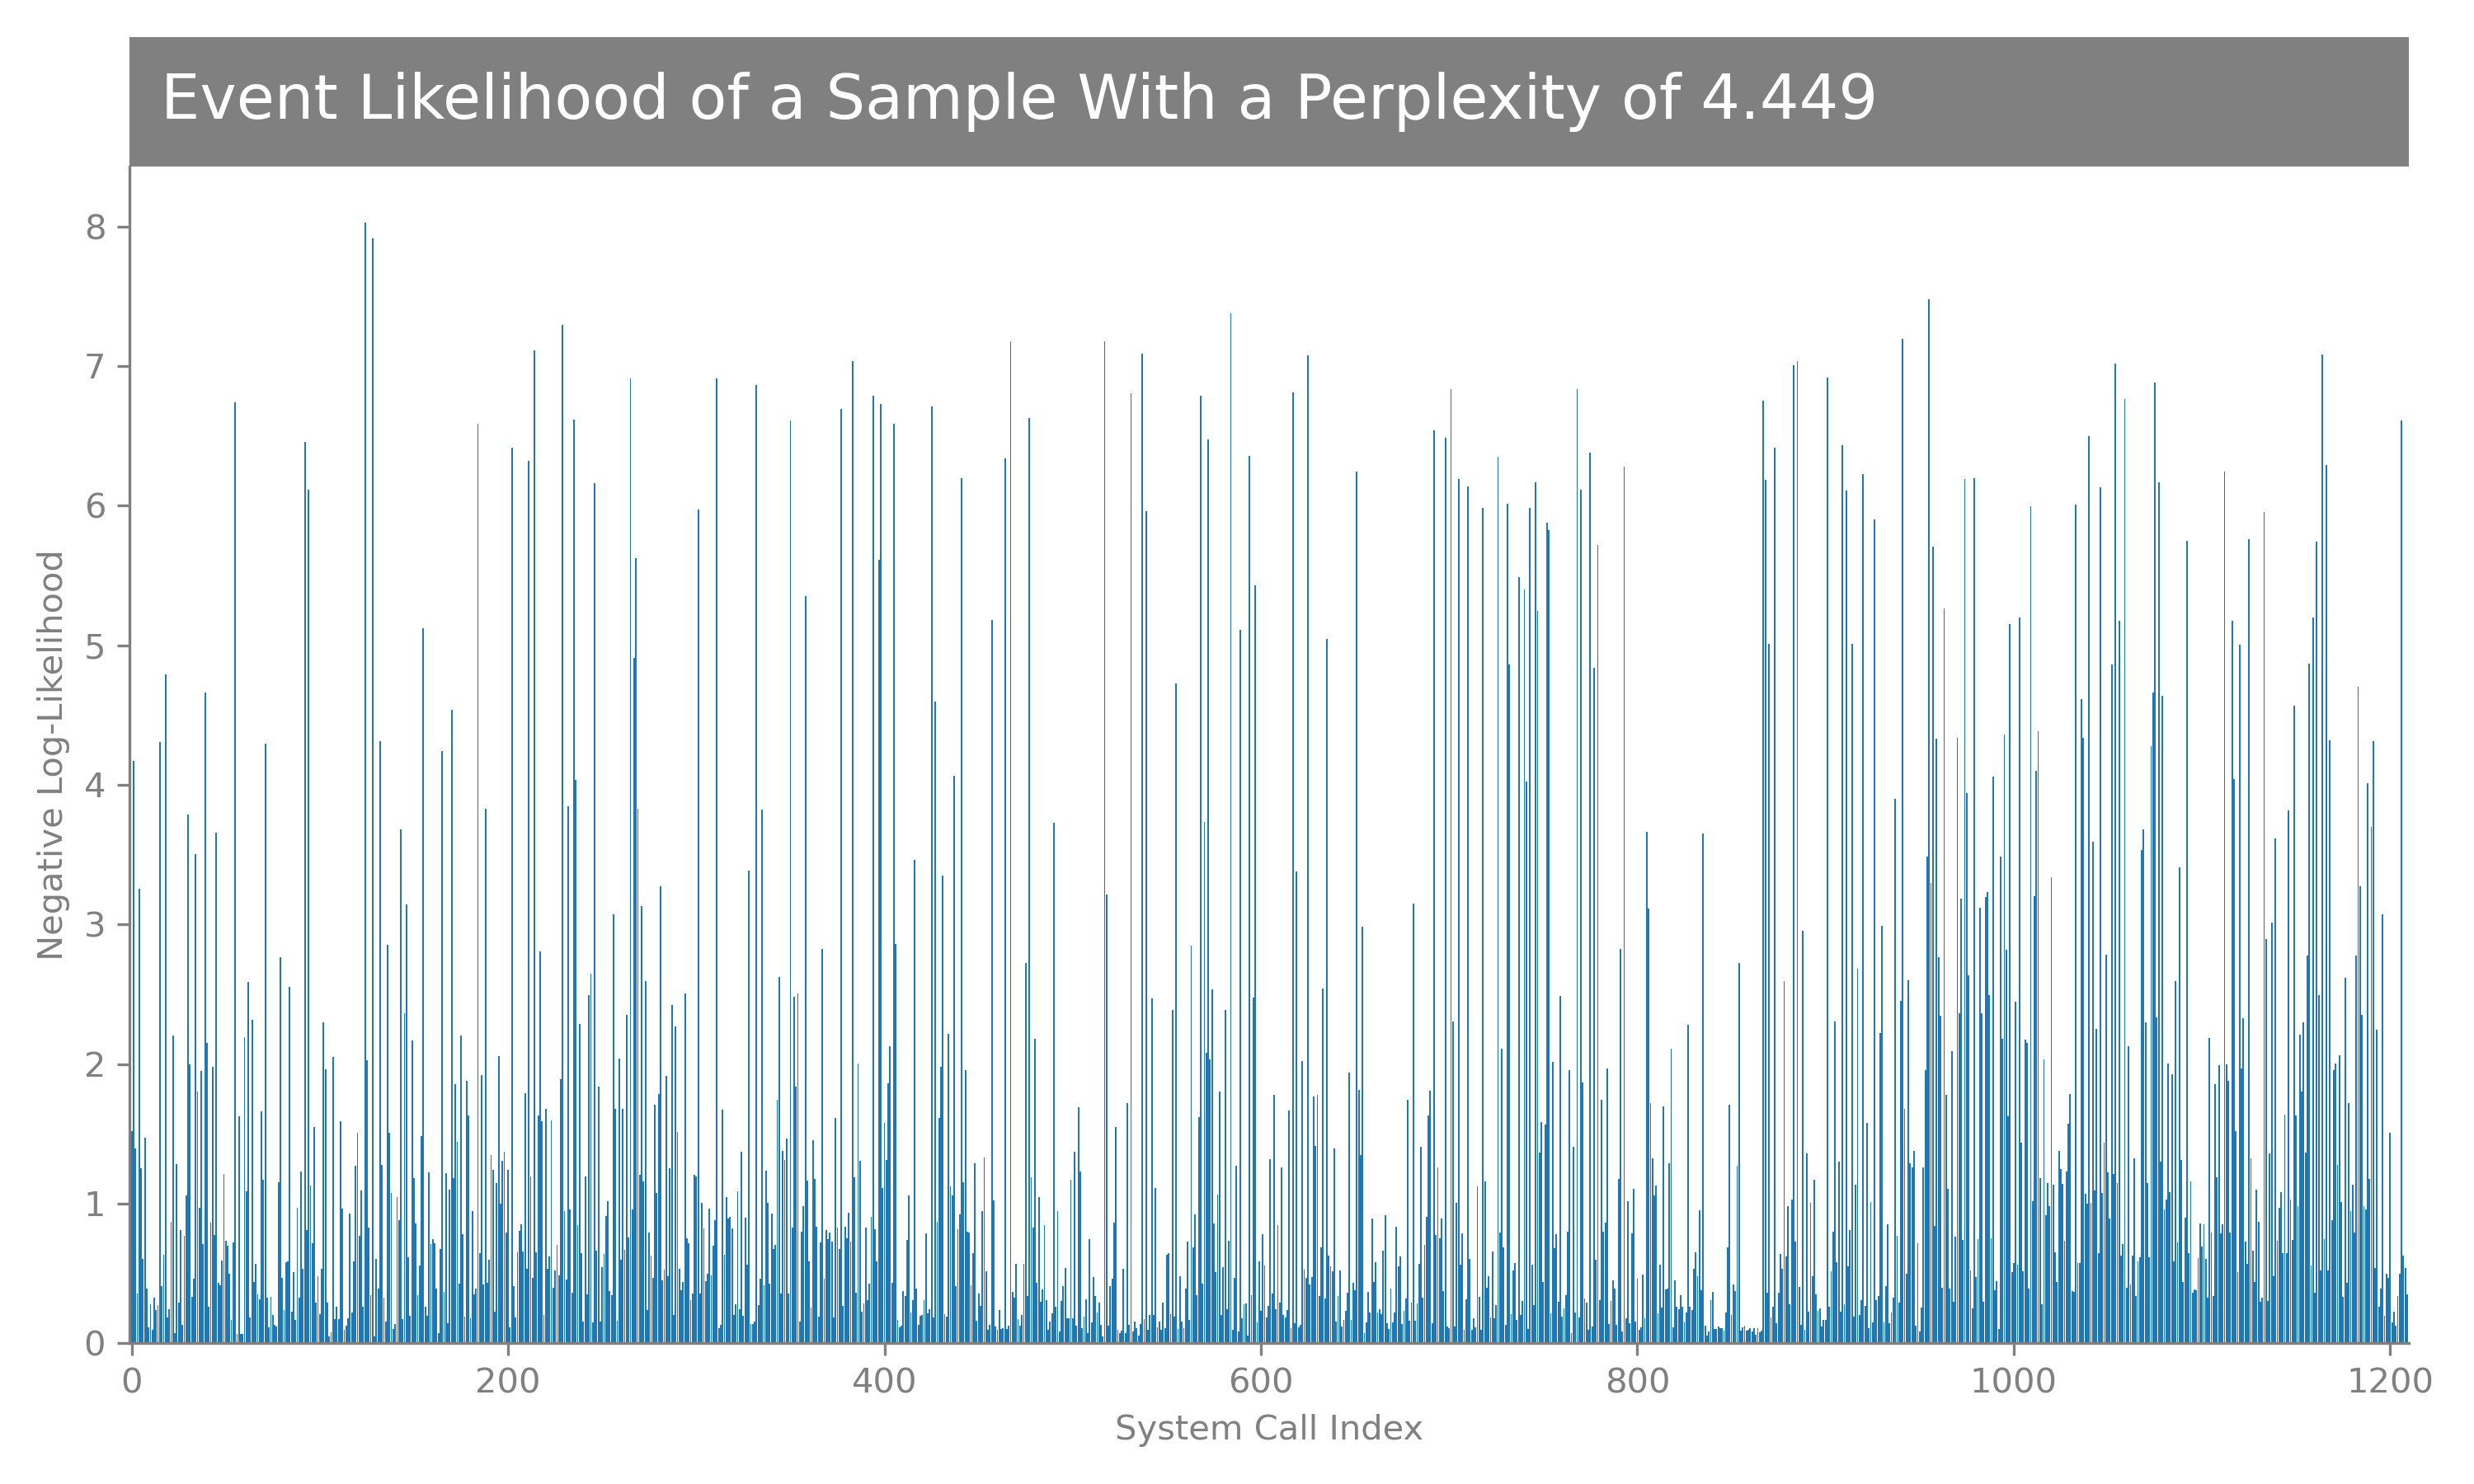 Event Likelihood of a Sample With a Perplexity of 4.449
8
7
6
5
4
3
2
1
0
Negative Log-Likelihood
0 200 400 600 800 1000 1200
System Call Index